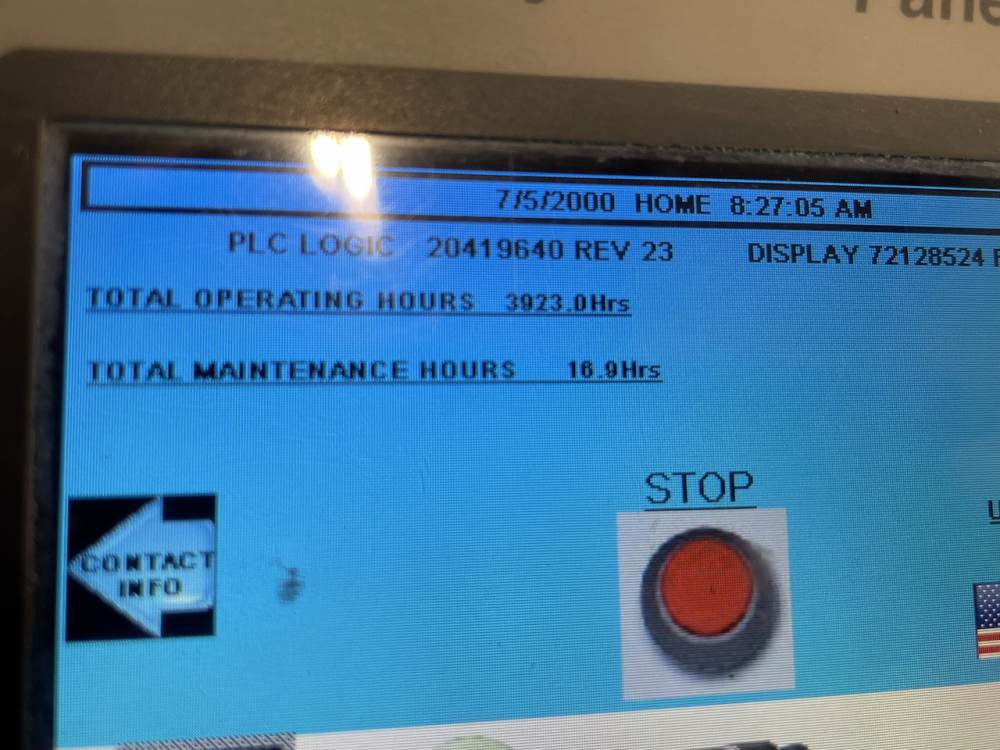 7/5/2000 HOME 8:27:05 AM
PLC LOGIC 20419640 REV 23 DISPLAY 72128524
TOTAL OPERATING HOURS 3923.0Hrs
TOTAL MAINTENANCE HOURS 16.9Hrs
STOP
CONTACT
INFO